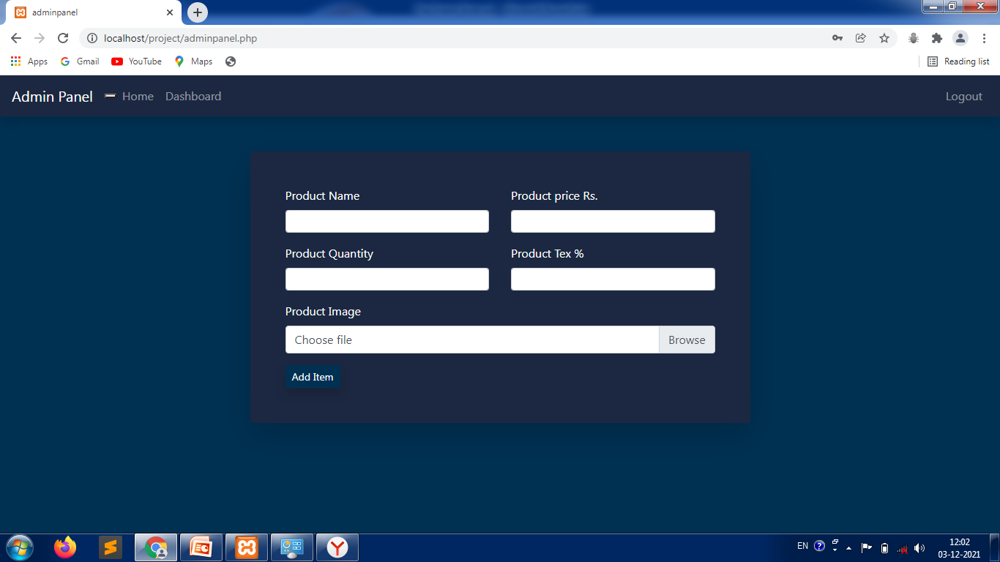 adminpanel
localhost/project/adminpanel.php
Apps Gmail YouTube Maps Reading list
Admin Panel Home Dashboard Logout
Product Name Product price Rs.
Product Quantity Product Tex %
Product Image
Choose file Browse
Add Item
EN 12:02
03-12-2021